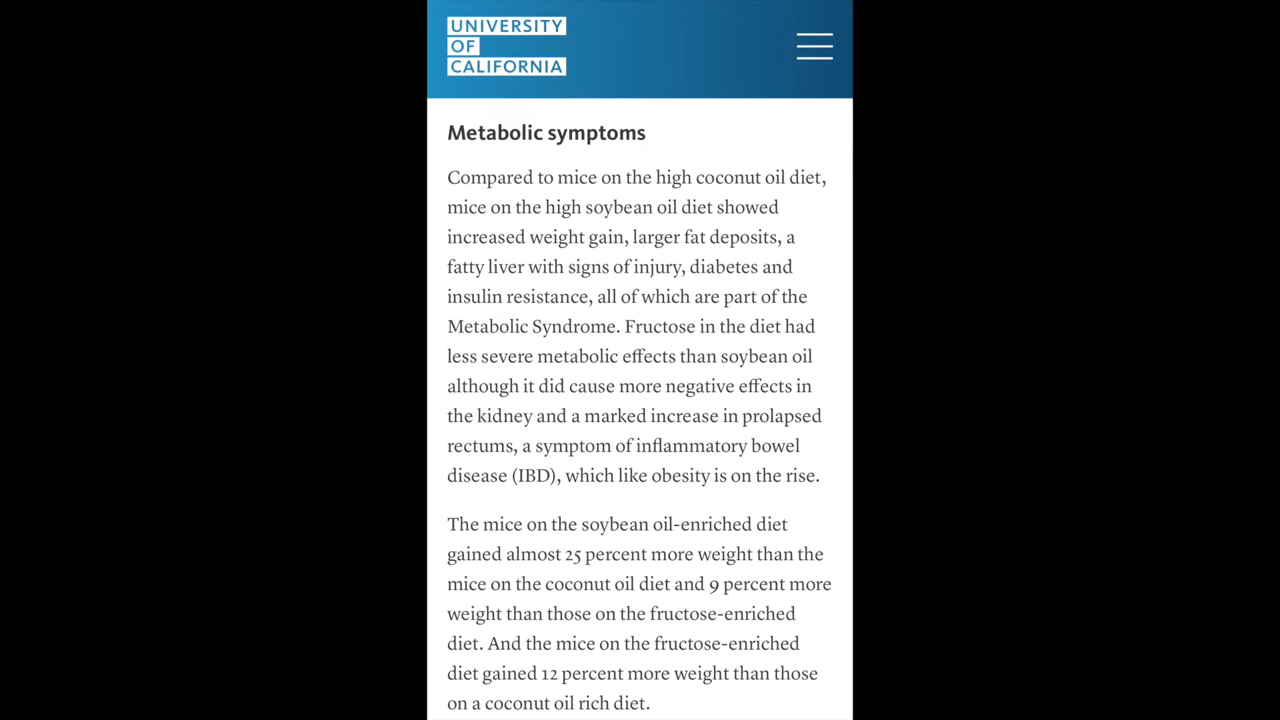 UNIVERSITY
OF
CALIFORNIA
Metabolic symptoms
Compared to mice on the high coconut oil diet,
mice on the high soybean oil diet showed
increased weight gain, larger fat deposits, a
fatty liver with signs of injury, diabetes and
insulin resistance, all of which are part of the
Metabolic Syndrome. Fructose in the diet had
less severe metabolic effects than soybean oil
although it did cause more negative effects in
the kidney and a marked increase in prolapsed
rectums, a symptom of inflammatory bowel
disease (IBD), which like obesity is on the rise.
The mice on the soybean oil-enriched diet
gained almost 25 percent more weight than the
mice on the coconut oil diet and 9 percent more
weight than those on the fructose-enriched
diet. And the mice on the fructose-enriched
diet gained 12 percent more weight than those
on a coconut oil rich diet.